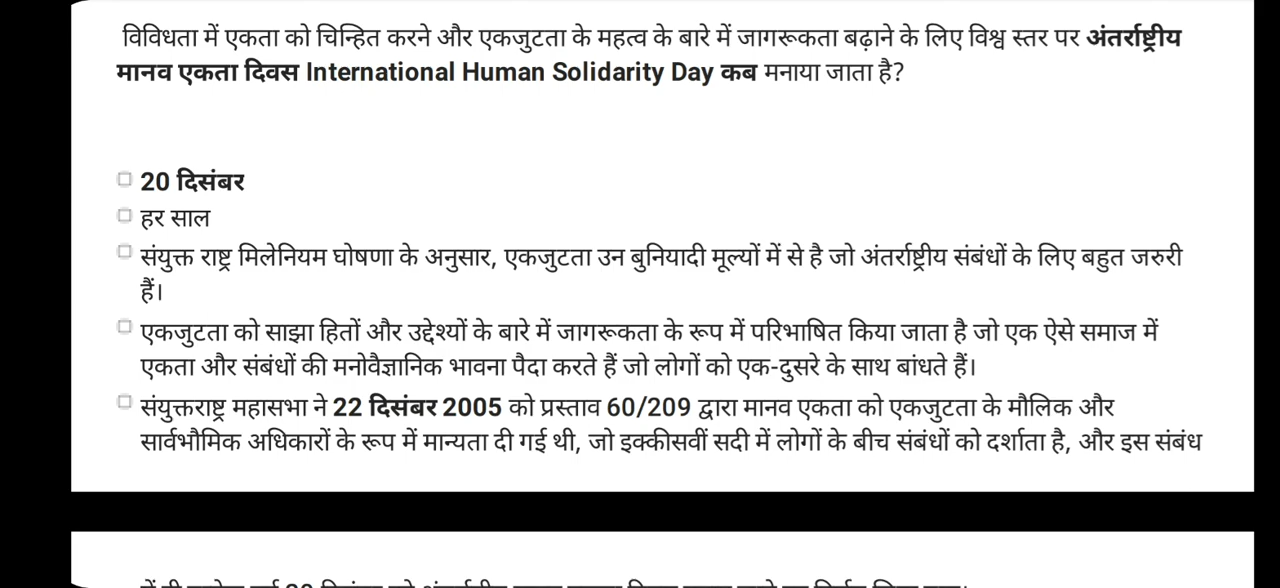 विविधता में एकता को चिन्हित करने और एकजुटता के महत्व के बारे में जागरूकता बढ़ाने के लिए विश्व स्तर पर अंतर्राष्ट्रीय
मानव एकता दिवस International Human Solidarity Day कब मनाया जाता है?
20 दिसंबर
हर साल
संयुक्त राष्ट्र मिलेनियम घोषणा के अनुसार, एकजुटता उन बुनियादी मूल्यों में से है जो अंतर्राष्ट्रीय संबंधों के लिए बहुत जरुरी
हैं।
एकजुटता को साझा हितों और उद्देश्यों के बारे में जागरूकता के रूप में परिभाषित किया जाता है जो एक ऐसे समाज में
एकता और संबंधों की मनोवैज्ञानिक भावना पैदा करते हैं जो लोगों को एक-दुसरे के साथ बांधते हैं।
संयुक्तराष्ट्र महासभा ने 22 दिसंबर 2005 को प्रस्ताव 60/209 द्वारा मानव एकता को एकजुटता के मौलिक और
सार्वभौमिक अधिकारों के रूप में मान्यता दी गई थी, जो इक्कीसवीं सदी में लोगों के बीच संबंधों को दर्शाता है, और इस संबंध